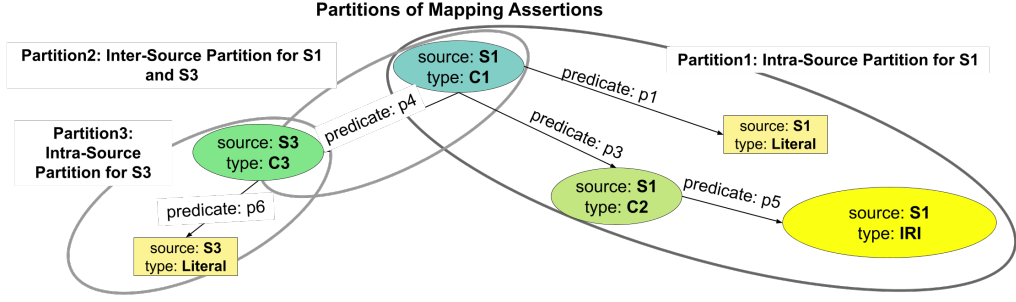 Partitions of Mapping Assertions
Partition2: Inter-Source Partition for S1
and S3
source: S1
type: C1
Partition1: Intra-Source Partition for S1
predicate: p1
predicate: p4
predicate: p3
source: S1
type: Literal
Partition3:
Intra-Source
Partition for S3
source: S3
type: C3
source: S1
type: C2
predicate: p5
source: S1
type: IRI
predicate: p6
source: S3
type: Literal